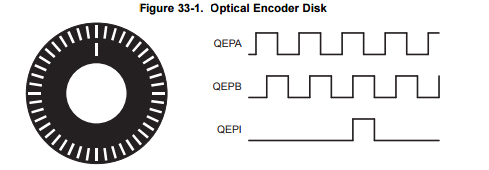 Figure 33-1. Optical Encoder Disk
QEPA
QEPB
QEPI